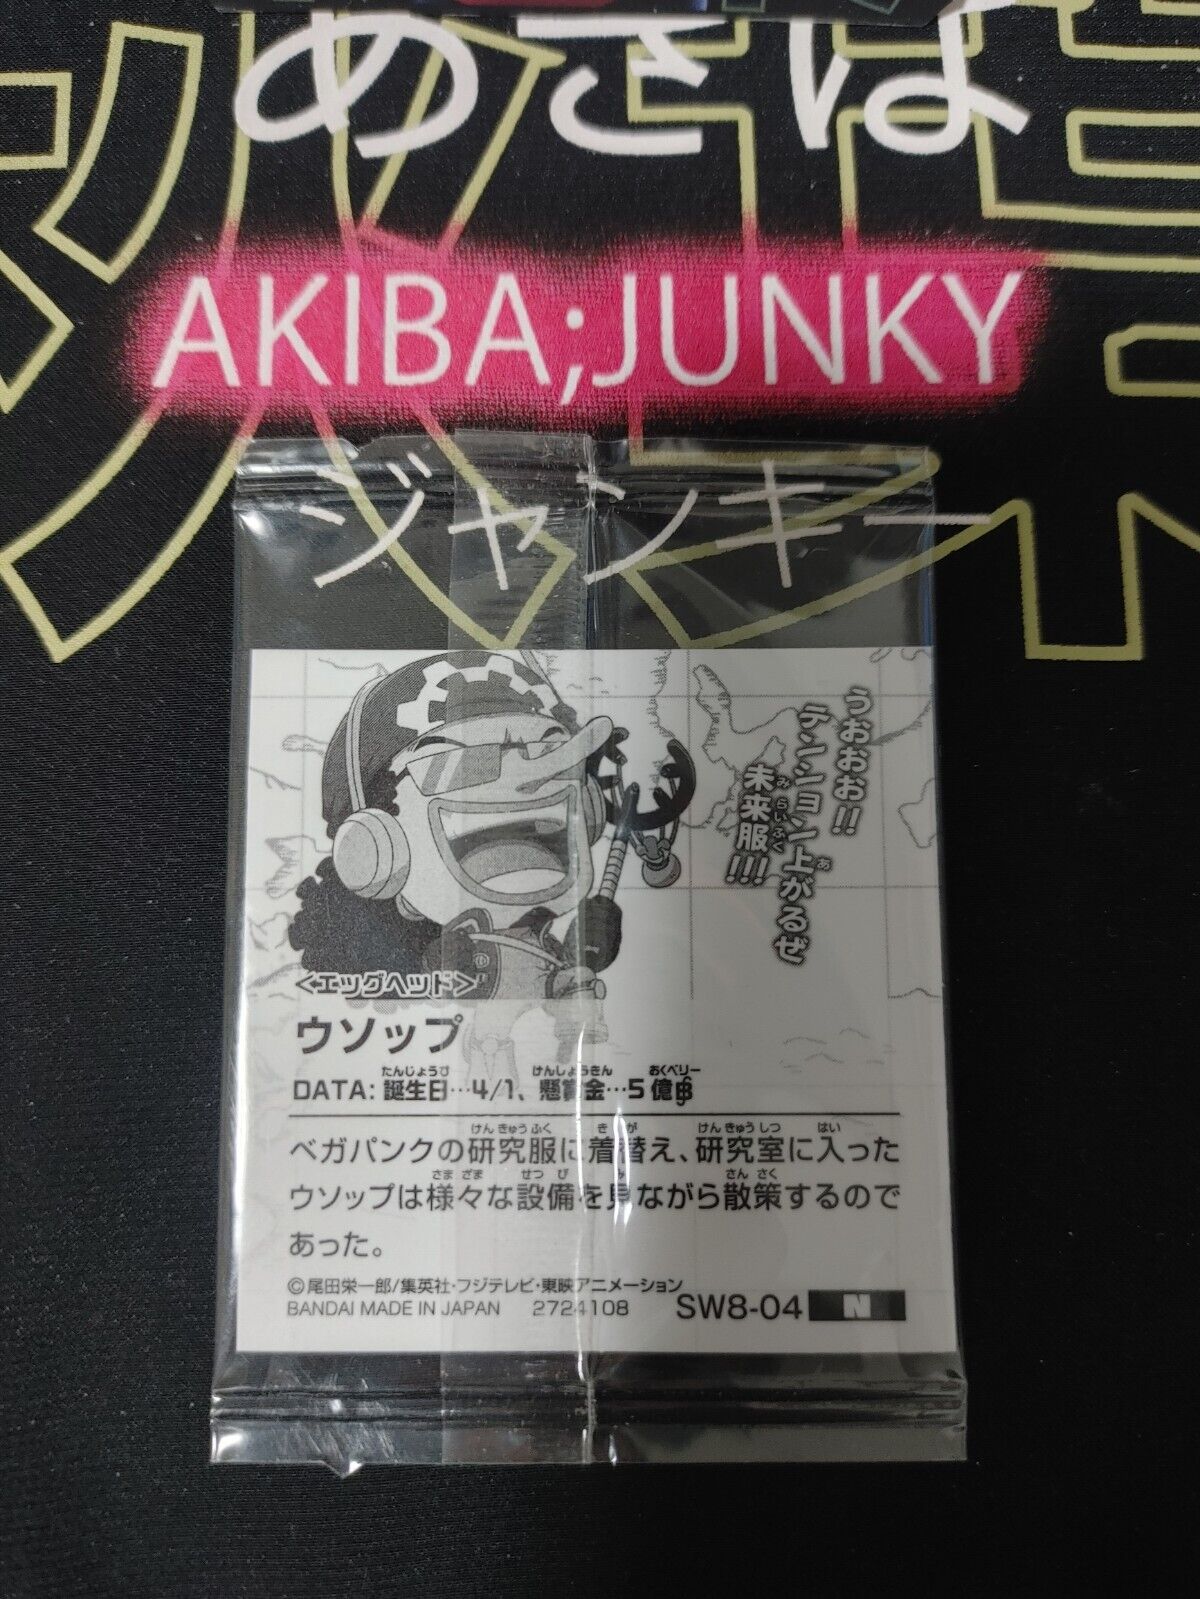 あきば
AKIBA;JUNKY
ジャンキー
うおおお!!
テンション上がるぜ
未来服!!!
<エッグヘッド>
ウソップ
DATA: 誕生日…4/1、懸賞金…5億
ベガパンクの研究服に着替え、研究室に入った
ウソップは様々な設備を見ながら散策するので
あった。
©尾田栄一郎/集英社・フジテレビ・東映アニメーション
BANDAI MADE IN JAPAN 2724108 SW8-04 N